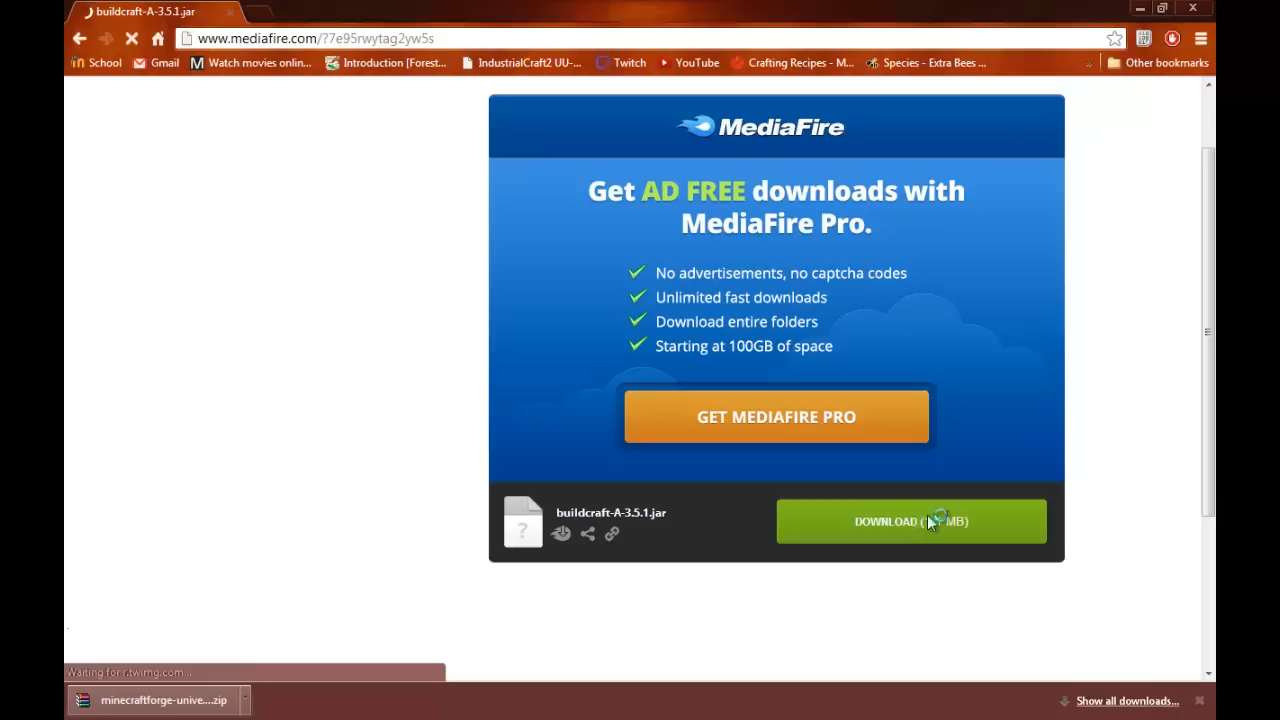 buildcraft-A-3.5.1.jar
www.mediafire.com/?7e95rwytag2yw5s
School Gmail Watch movies onlin... Introduction [Forest... IndustrialCraft2 UU-... Twitch YouTube Crafting Recipes - M... Species - Extra Bees ... » Other bookmarks
MediaFire
Get AD FREE downloads with
MediaFire Pro.
No advertisements, no captcha codes
Unlimited fast downloads
Download entire folders
Starting at 100GB of space
GET MEDIAFIRE PRO
buildcraft-A-3.5.1.jar
DOWNLOAD ( MB)
Waiting for r.twimg.com...
minecraftforge-unive....zip
Show all downloads...